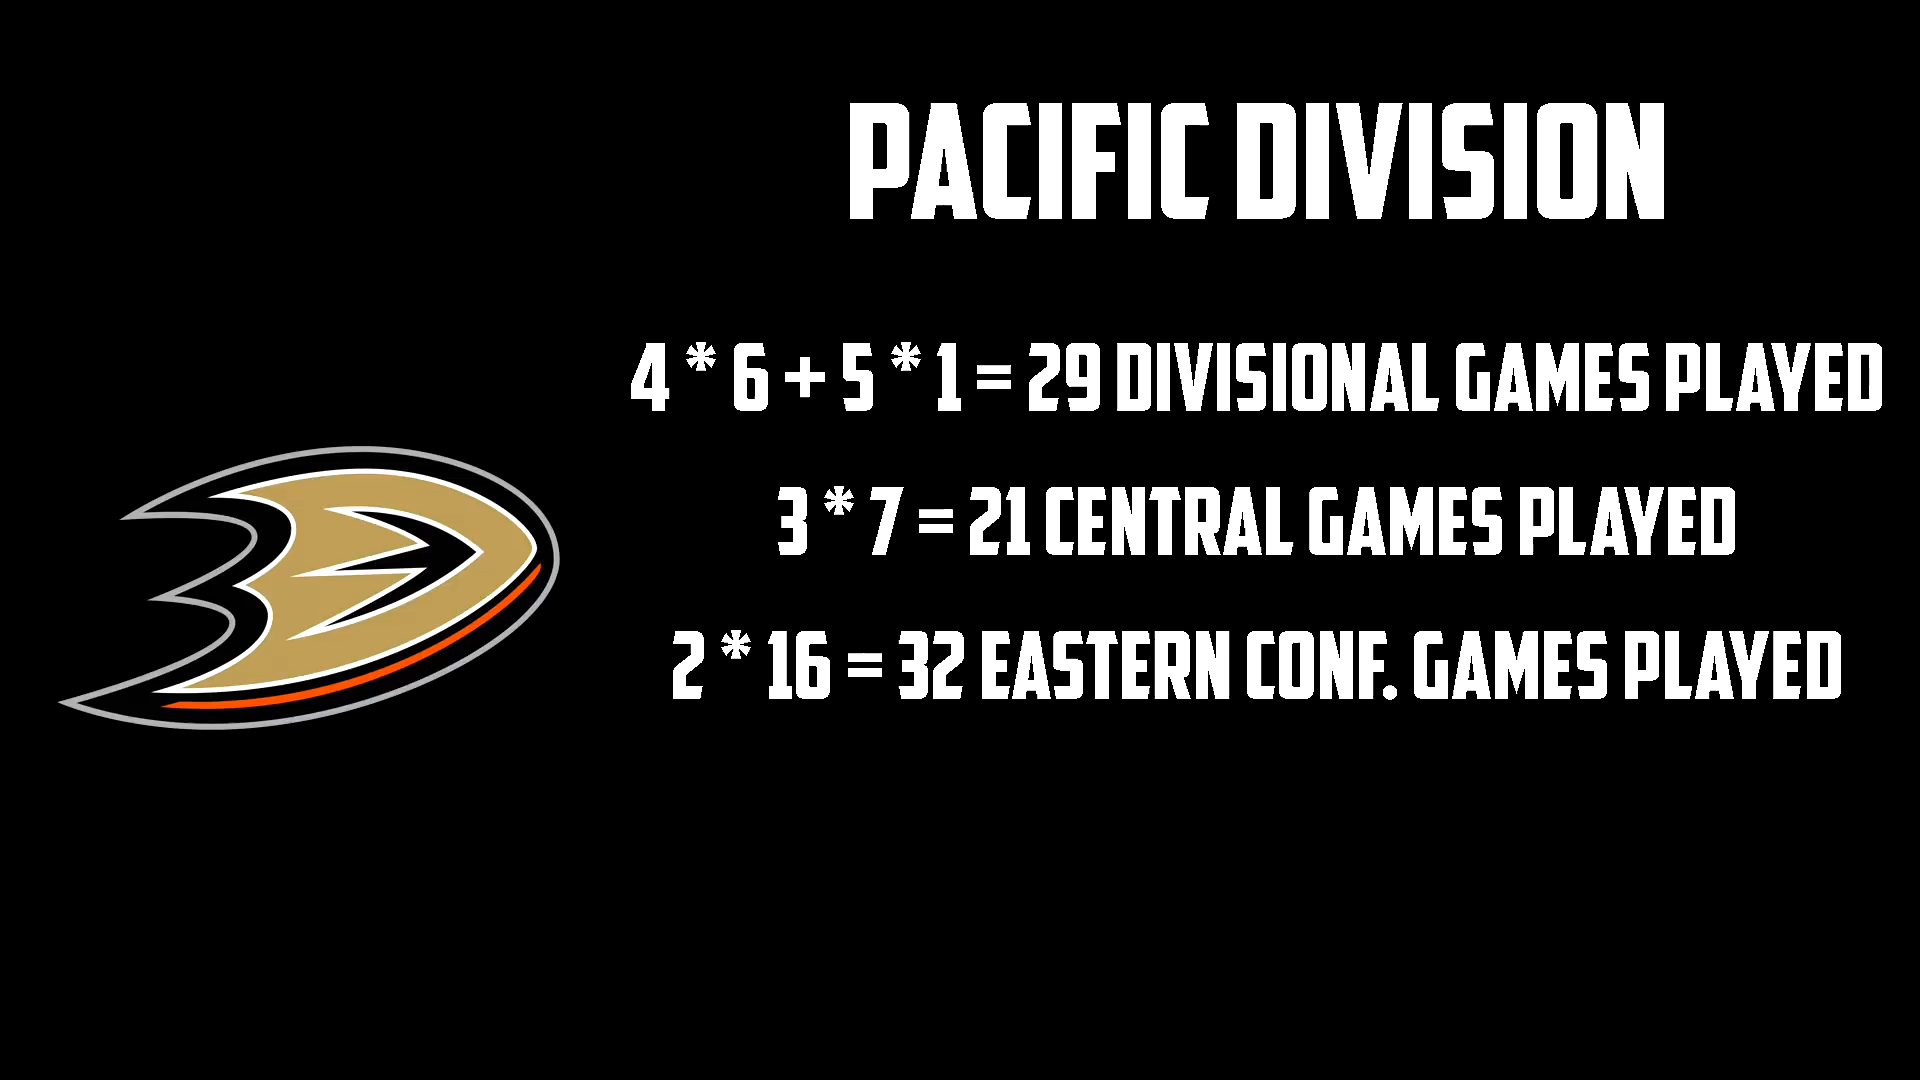 PACIFIC DIVISION
4 * 6 + 5 * 1 = 29 DIVISIONAL GAMES PLAYED
3 * 7 = 21 CENTRAL GAMES PLAYED
2 * 16 = 32 EASTERN CONF. GAMES PLAYED